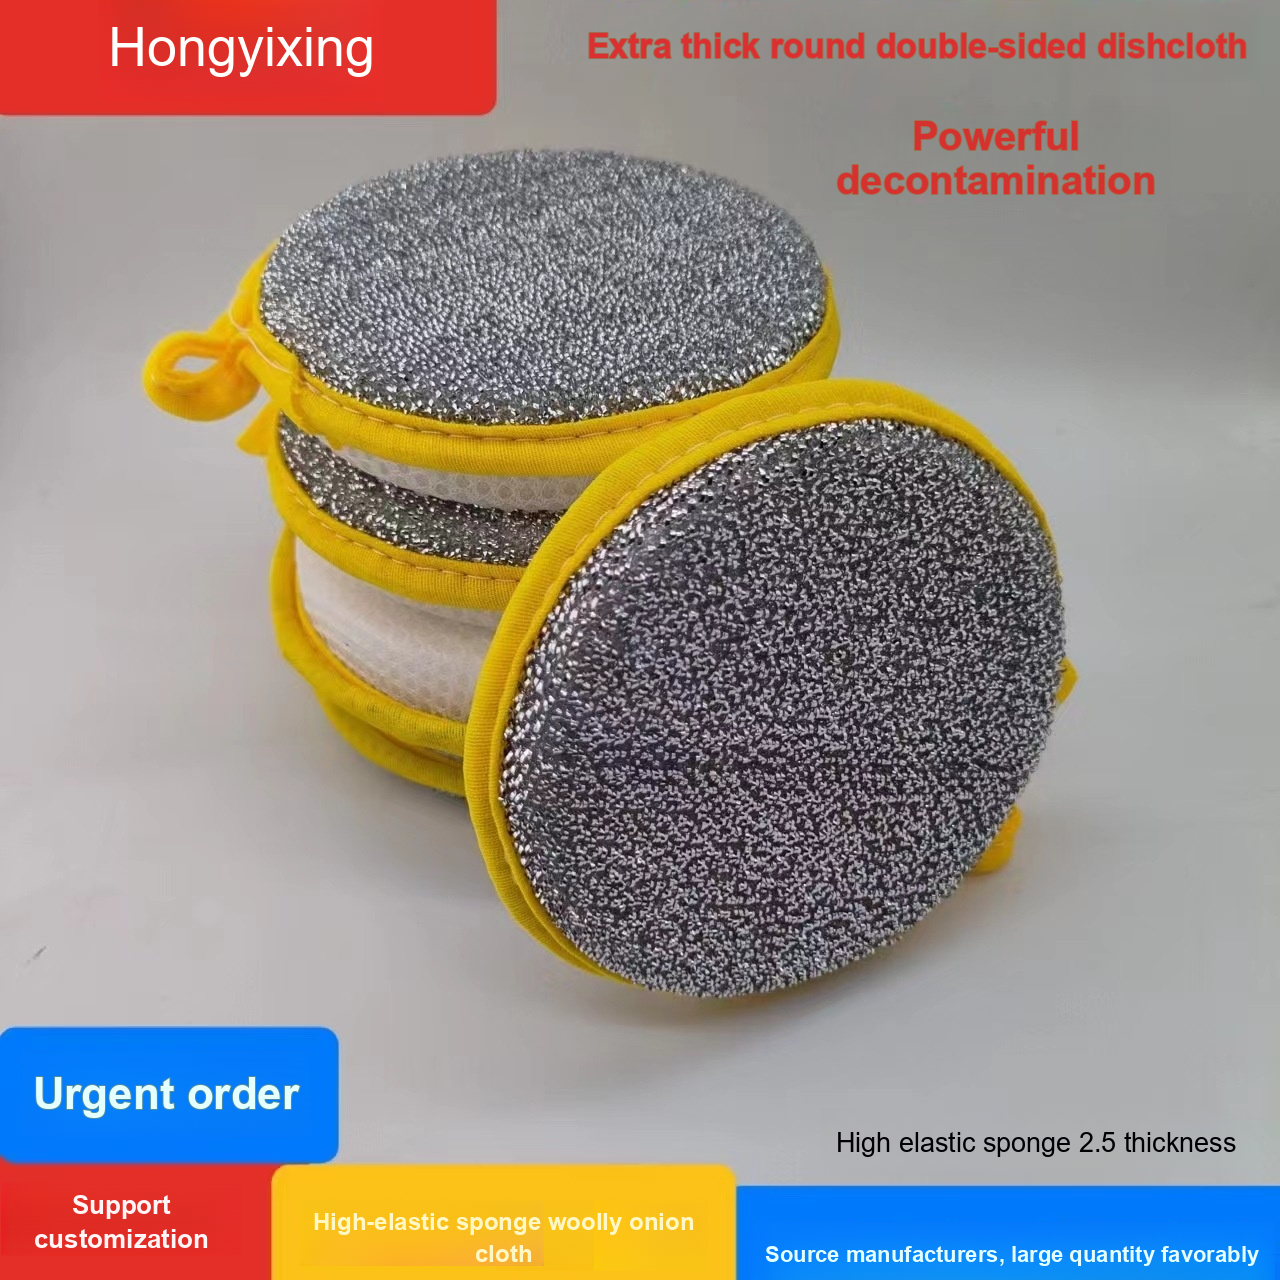 Hongyixing
Extra thick round double-sided dishcloth
Powerful
decontamination
Urgent order
High elastic sponge 2.5 thickness
Support
customization
High-elastic sponge woolly onion
cloth
Source manufacturers, large quantity favorably